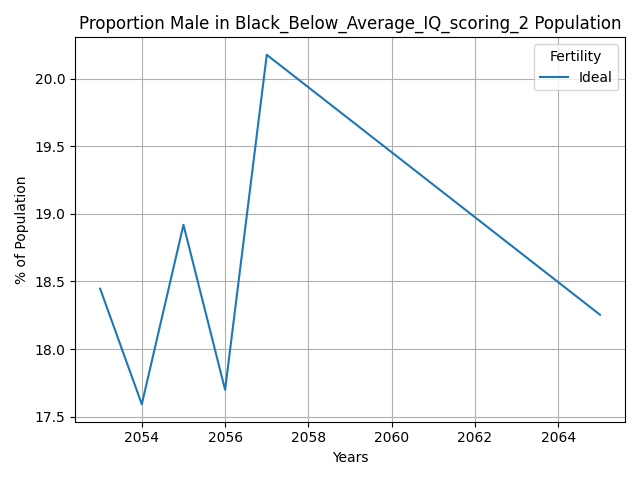 Proportion Male in Black_Below_Average_IQ_scoring_2 Population
Fertility
Ideal
20.0
19.5
19.0
18.5
18.0
17.5
% of Population
2054 2056 2058 2060 2062 2064
Years